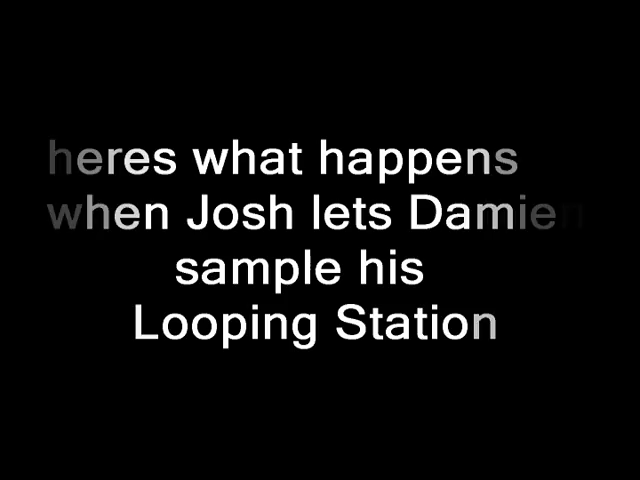 heres what happens
when Josh lets Damien
sample his
Looping Station